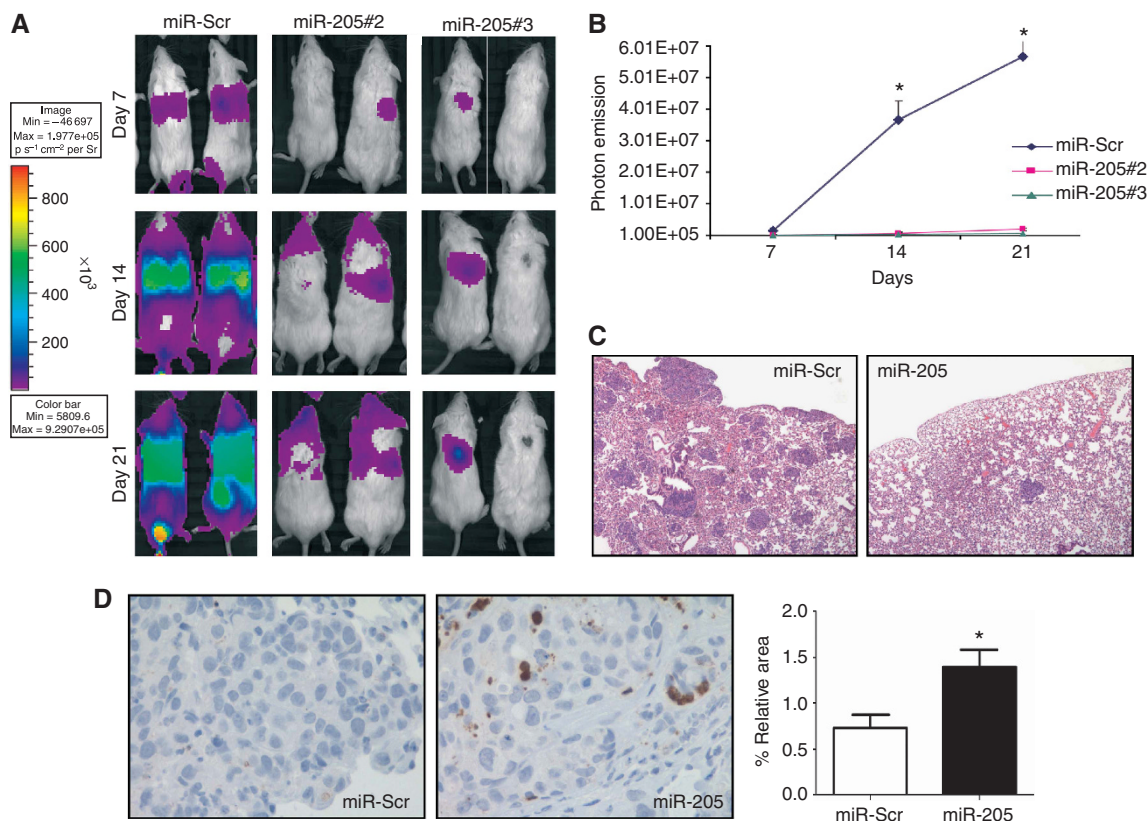 A
miR-Scr
miR-205#2
miR-205#3
Day 7
Day 14
Day 21
Image
Min = −46 697
Max = 1.977e+05
p s⁻¹ cm⁻² per Sr
800
600
400
200
×10³
Color bar
Min = 5809.6
Max = 9.2907e+05
B
Photon emission
6.01E+07
5.01E+07
4.01E+07
3.01E+07
2.01E+07
1.01E+07
1.00E+05
*
*
7
14
21
Days
miR-Scr
miR-205#2
miR-205#3
C
miR-Scr
miR-205
D
miR-Scr
miR-205
% Relative area
2.0
1.5
1.0
0.5
0.0
*
miR-Scr
miR-205